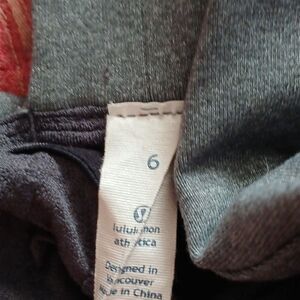 6
lululemon
athletica
Designed in
Vancouver
Made in China